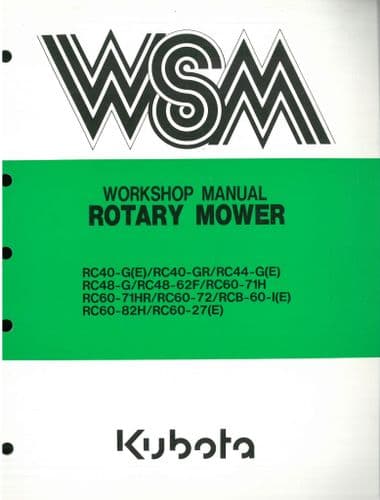 WSM
WORKSHOP MANUAL
ROTARY MOWER
RC40-G(E)/RC40-GR/RC44-G(E)
RC48-G/RC48-62F/RC60-71H
RC60-71HR/RC60-72/RCB-60-I(E)
RC60-82H/RC60-27(E)
Kubota